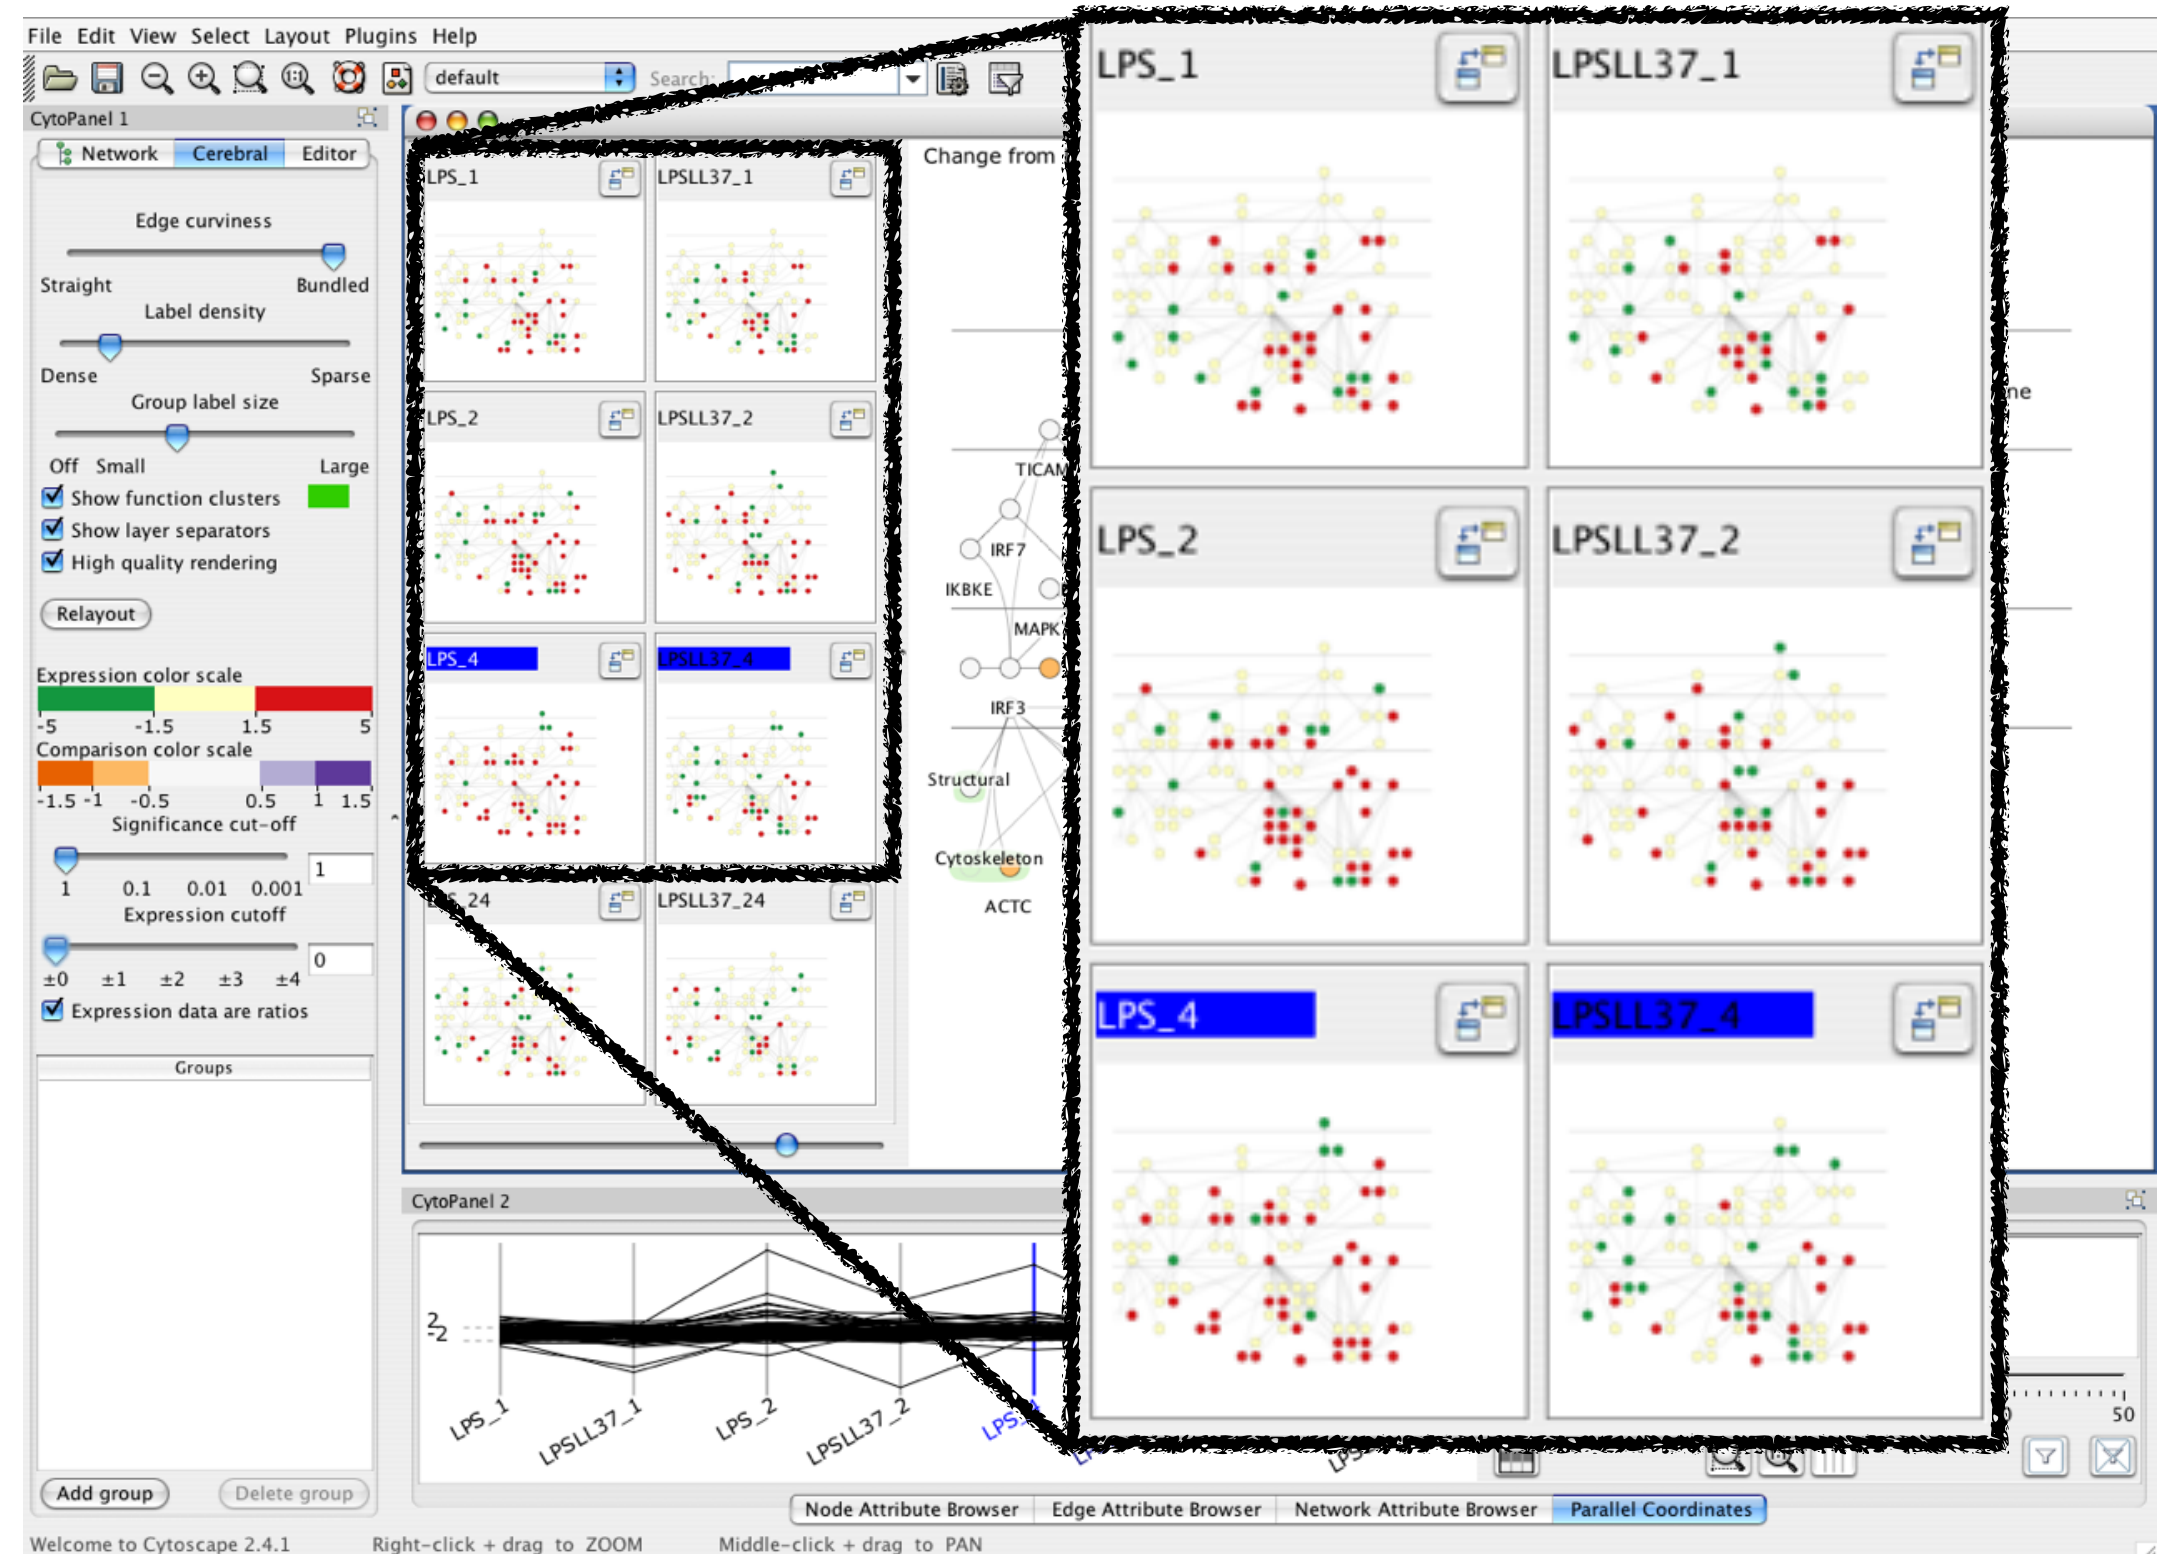 File Edit View Select Layout Plugins Help
default
Search:
CytoPanel 1
Network Cerebral Editor
Edge curviness
Straight Bundled
Label density
Dense Sparse
Group label size
Off Small Large
Show function clusters
Show layer separators
High quality rendering
Relayout
Expression color scale
-5 -1.5 1.5 5
Comparison color scale
-1.5 -1 -0.5 0.5 1 1.5
Significance cut-off
1
1 0.1 0.01 0.001
Expression cutoff
0
±0 ±1 ±2 ±3 ±4
Expression data are ratios
Groups
Add group Delete group
LPS_1 LPSLL37_1
LPS_2 LPSLL37_2
LPS_4 LPSLL37_4
LPS_24 LPSLL37_24
Change from
TICAM
IRF7
IKBKE
MAPK
IRF3
Structural
Cytoskeleton
ACTC
ne
LPS_1 LPSLL37_1
LPS_2 LPSLL37_2
LPS_4 LPSLL37_4
CytoPanel 2
2
-2
LPS_1 LPSLL37_1 LPS_2 LPSLL37_2 LPS_4
50
Node Attribute Browser Edge Attribute Browser Network Attribute Browser Parallel Coordinates
Welcome to Cytoscape 2.4.1 Right-click + drag to ZOOM Middle-click + drag to PAN